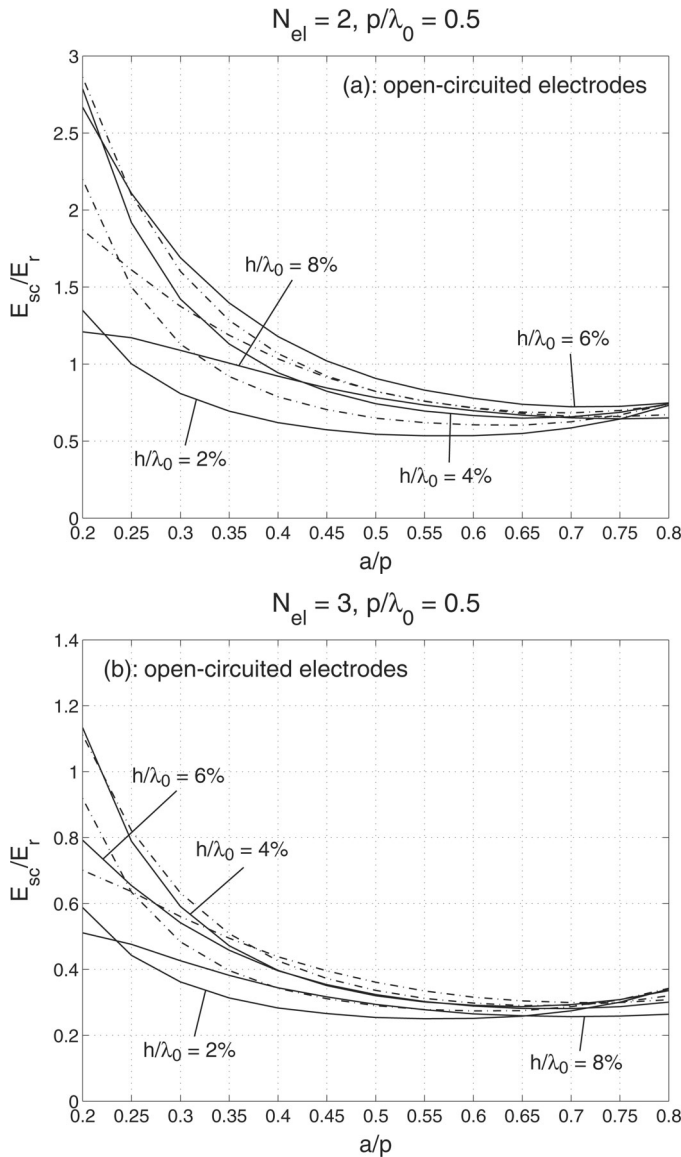 N_el = 2, p/λ_0 = 0.5
3
(a): open-circuited electrodes
2.5
2
h/λ_0 = 8%
E_sc/E_r
1.5
h/λ_0 = 6%
1
0.5
h/λ_0 = 2%
h/λ_0 = 4%
0
0.2 0.25 0.3 0.35 0.4 0.45 0.5 0.55 0.6 0.65 0.7 0.75 0.8
a/p
N_el = 3, p/λ_0 = 0.5
1.4
(b): open-circuited electrodes
1.2
1
h/λ_0 = 6%
h/λ_0 = 4%
0.8
E_sc/E_r
0.6
0.4
0.2
h/λ_0 = 2%
h/λ_0 = 8%
0
0.2 0.25 0.3 0.35 0.4 0.45 0.5 0.55 0.6 0.65 0.7 0.75 0.8
a/p